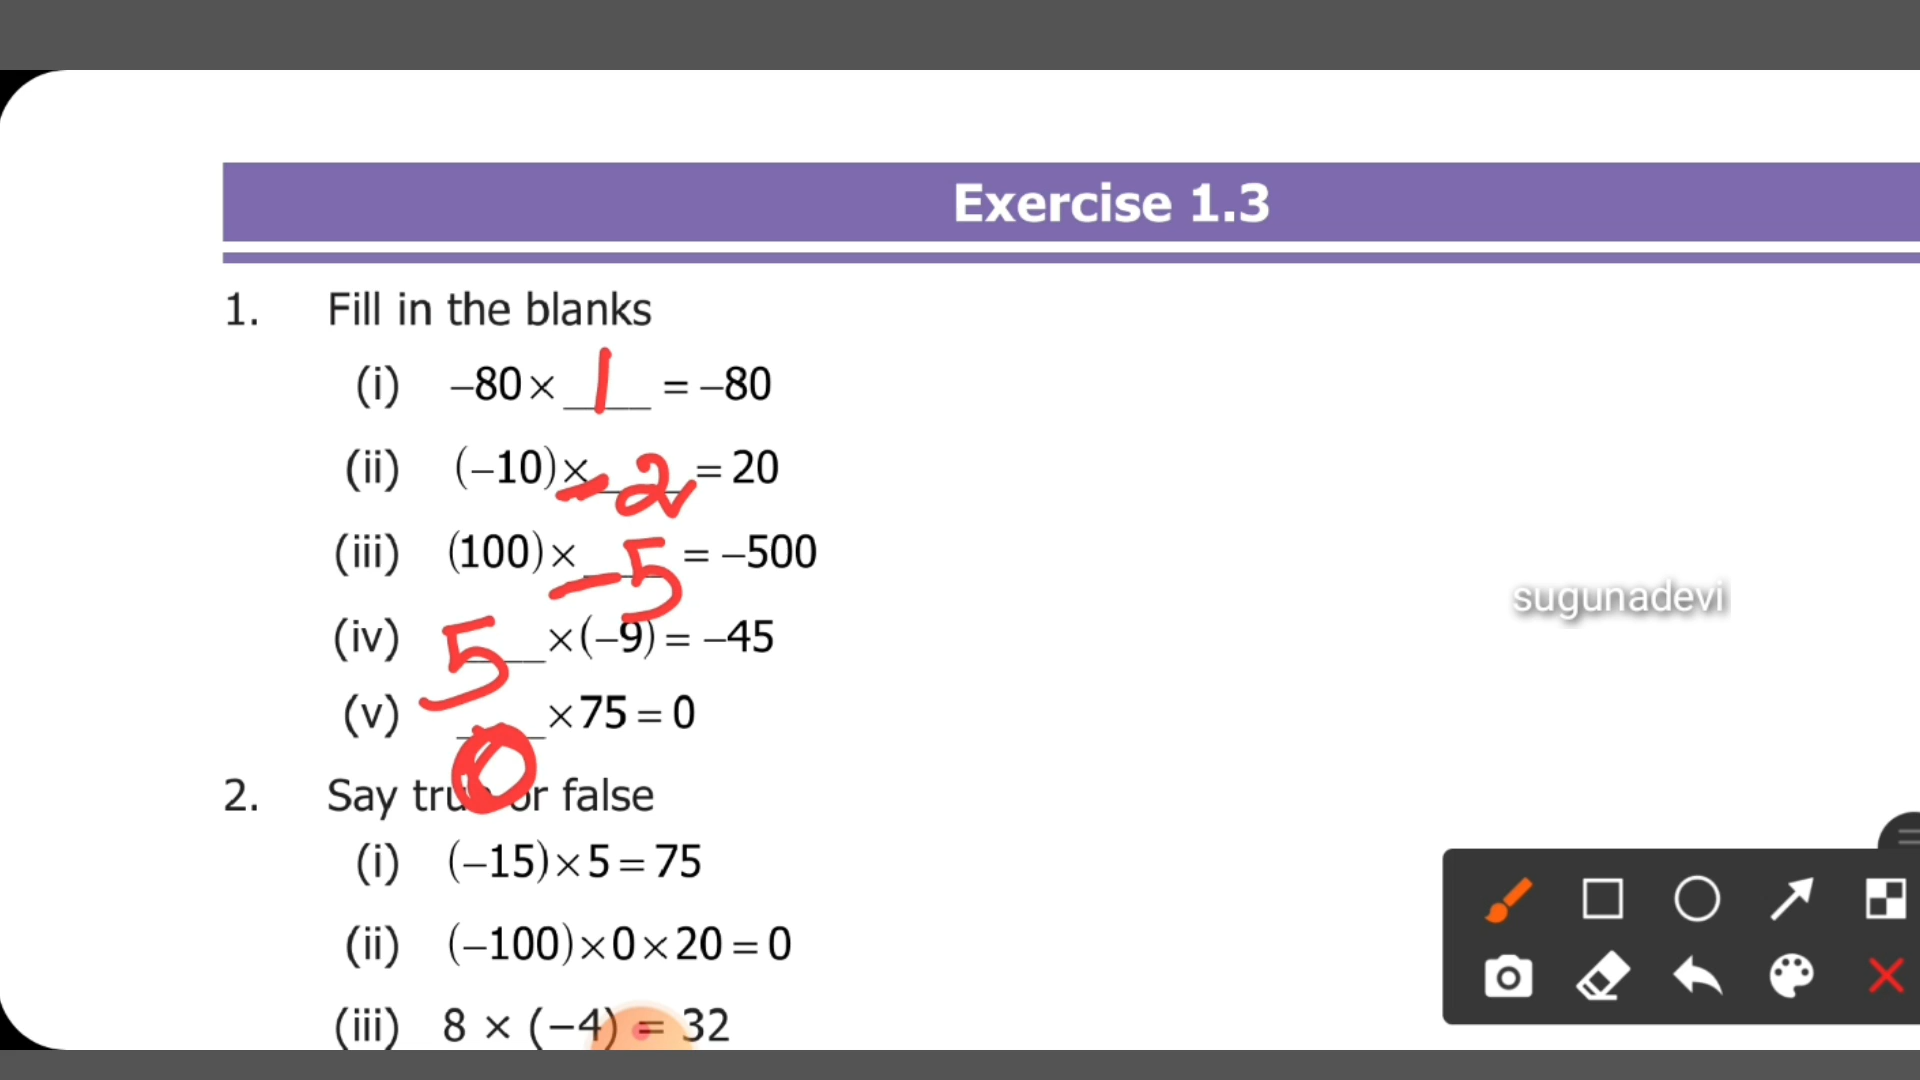 Exercise 1.3
1. Fill in the blanks
(i) –80 × 1 = –80
(ii) (–10) × -2 = 20
(iii) (100) × -5 = –500
sugunadevi
(iv) 5 × (–9) = –45
(v) 0 × 75 = 0
2. Say true or false
(i) (–15) × 5 = 75
(ii) (–100) × 0 × 20 = 0
(iii) 8 × (−4) = 32